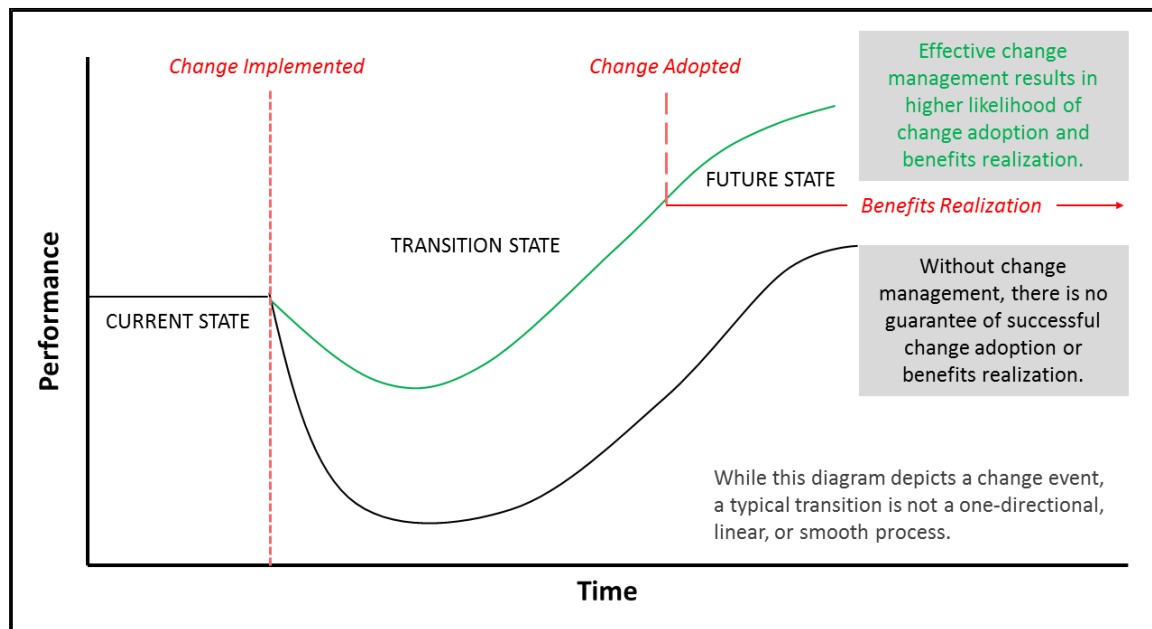 Change Implemented
Change Adopted
Effective change
management results in
higher likelihood of
change adoption and
benefits realization.
FUTURE STATE
Benefits Realization
TRANSITION STATE
CURRENT STATE
Without change
management, there is no
guarantee of successful
change adoption or
benefits realization.
Performance
While this diagram depicts a change event,
a typical transition is not a one-directional,
linear, or smooth process.
Time